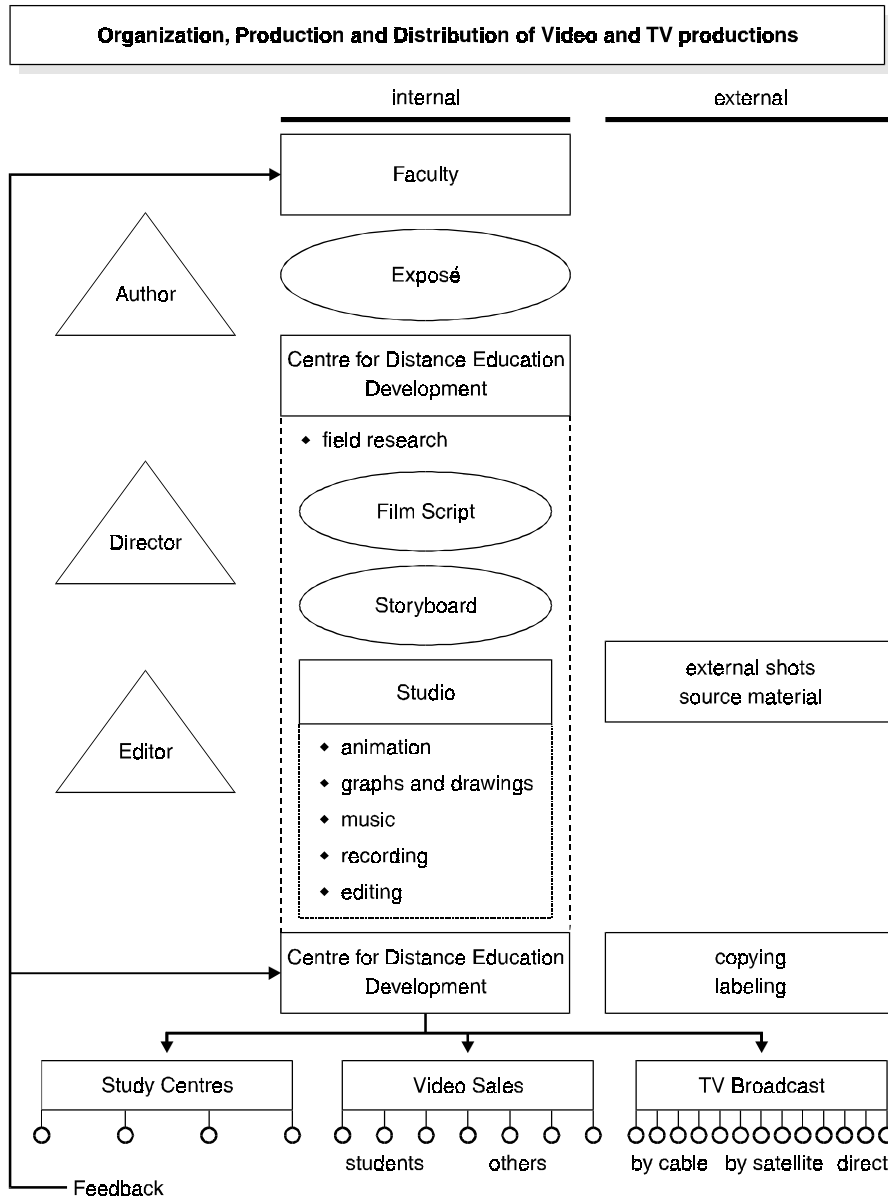 Organization, Production and Distribution of Video and TV productions
internal
external
Faculty
Author
Exposé
Centre for Distance Education
Development
◆ field research
Director
Film Script
Storyboard
external shots
source material
Editor
Studio
◆ animation
◆ graphs and drawings
◆ music
◆ recording
◆ editing
Centre for Distance Education
Development
copying
labeling
Study Centres
Video Sales
TV Broadcast
students
others
by cable
by satellite
direct
Feedback